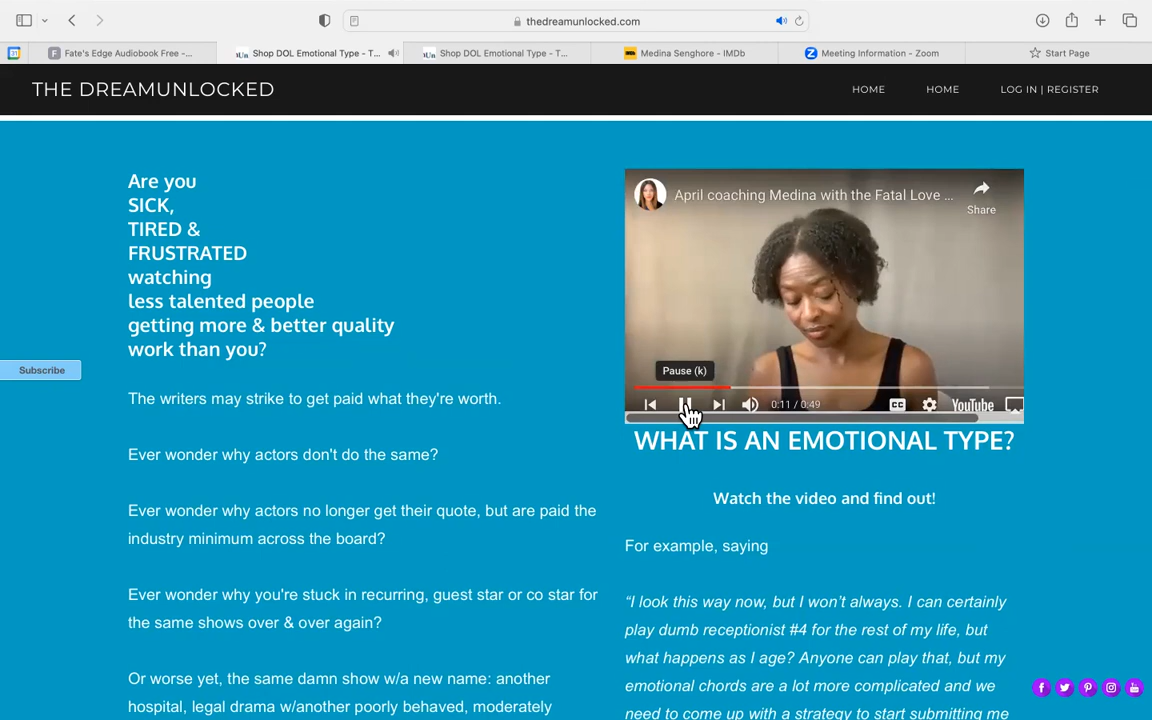 thedreamunlocked.com
Fate's Edge Audiobook Free -...
Shop DOL Emotional Type - T...
Shop DOL Emotional Type - T...
Medina Senghore - IMDb
Meeting Information - Zoom
Start Page
THE DREAMUNLOCKED
HOME
HOME
LOG IN | REGISTER
Are you
SICK,
TIRED &
FRUSTRATED
watching
less talented people
getting more & better quality
work than you?
Subscribe
The writers may strike to get paid what they're worth.
Ever wonder why actors don't do the same?
Ever wonder why actors no longer get their quote, but are paid the
industry minimum across the board?
Ever wonder why you're stuck in recurring, guest star or co star for
the same shows over & over again?
Or worse yet, the same damn show w/a new name: another
hospital, legal drama w/another poorly behaved, moderately
April coaching Medina with the Fatal Love ...
Share
Pause (k)
0:11 / 0:49
CC
YouTube
WHAT IS AN EMOTIONAL TYPE?
Watch the video and find out!
For example, saying
“I look this way now, but I won’t always. I can certainly
play dumb receptionist #4 for the rest of my life, but
what happens as I age? Anyone can play that, but my
emotional chords are a lot more complicated and we
need to come up with a strategy to start submitting me